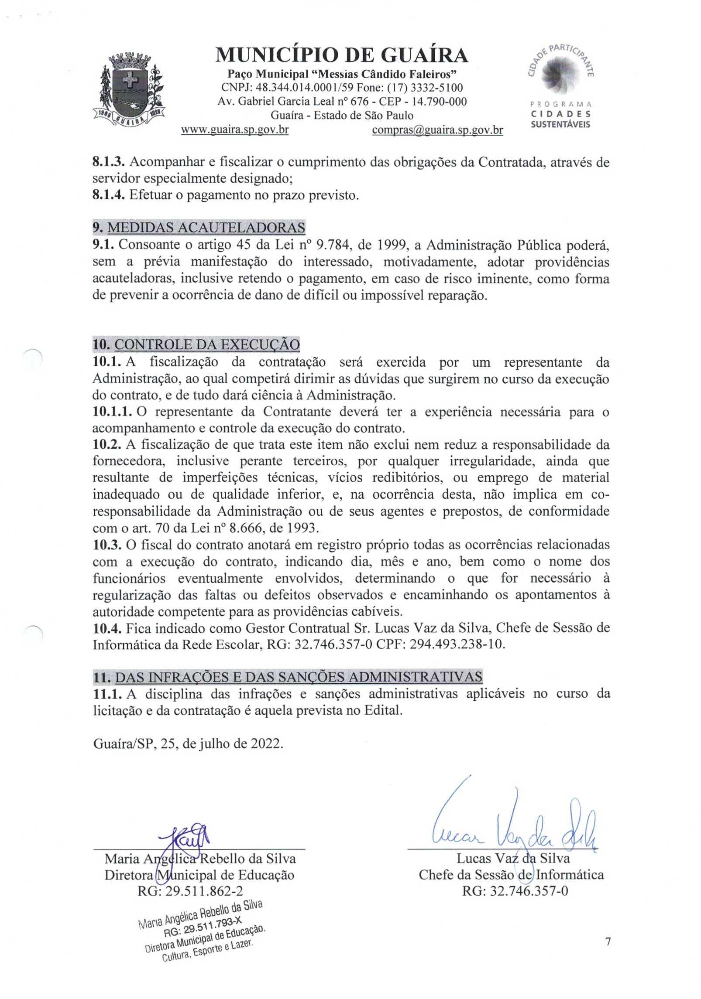 MUNICÍPIO DE GUAÍRA
Paço Municipal “Messias Cândido Faleiros”
CNPJ: 48.344.014.0001/59 Fone: (17) 3332-5100
Av. Gabriel Garcia Leal nº 676 - CEP - 14.790-000
Guaíra - Estado de São Paulo
www.guaira.sp.gov.br compras@guaira.sp.gov.br
1908 GUAIRA 1928
CIDADE PARTICIPANTE
PROGRAMA
CIDADES
SUSTENTÁVEIS
8.1.3. Acompanhar e fiscalizar o cumprimento das obrigações da Contratada, através de
servidor especialmente designado;
8.1.4. Efetuar o pagamento no prazo previsto.
9. MEDIDAS ACAUTELADORAS
9.1. Consoante o artigo 45 da Lei nº 9.784, de 1999, a Administração Pública poderá,
sem a prévia manifestação do interessado, motivadamente, adotar providências
acauteladoras, inclusive retendo o pagamento, em caso de risco iminente, como forma
de prevenir a ocorrência de dano de difícil ou impossível reparação.
10. CONTROLE DA EXECUÇÃO
10.1. A fiscalização da contratação será exercida por um representante da
Administração, ao qual competirá dirimir as dúvidas que surgirem no curso da execução
do contrato, e de tudo dará ciência à Administração.
10.1.1. O representante da Contratante deverá ter a experiência necessária para o
acompanhamento e controle da execução do contrato.
10.2. A fiscalização de que trata este item não exclui nem reduz a responsabilidade da
fornecedora, inclusive perante terceiros, por qualquer irregularidade, ainda que
resultante de imperfeições técnicas, vícios redibitórios, ou emprego de material
inadequado ou de qualidade inferior, e, na ocorrência desta, não implica em co-
responsabilidade da Administração ou de seus agentes e prepostos, de conformidade
com o art. 70 da Lei nº 8.666, de 1993.
10.3. O fiscal do contrato anotará em registro próprio todas as ocorrências relacionadas
com a execução do contrato, indicando dia, mês e ano, bem como o nome dos
funcionários eventualmente envolvidos, determinando o que for necessário à
regularização das faltas ou defeitos observados e encaminhando os apontamentos à
autoridade competente para as providências cabíveis.
10.4. Fica indicado como Gestor Contratual Sr. Lucas Vaz da Silva, Chefe de Sessão de
Informática da Rede Escolar, RG: 32.746.357-0 CPF: 294.493.238-10.
11. DAS INFRAÇÕES E DAS SANÇÕES ADMINISTRATIVAS
11.1. A disciplina das infrações e sanções administrativas aplicáveis no curso da
licitação e da contratação é aquela prevista no Edital.
Guaíra/SP, 25, de julho de 2022.
Lucas Vaz da Silva
Maria Angélica Rebello da Silva
Diretora Municipal de Educação
RG: 29.511.862-2
Lucas Vaz da Silva
Chefe da Sessão de Informática
RG: 32.746.357-0
Maria Angélica Rebello da Silva
RG: 29.511.793-X
Diretora Municipal de Educação,
Cultura, Esporte e Lazer.
7